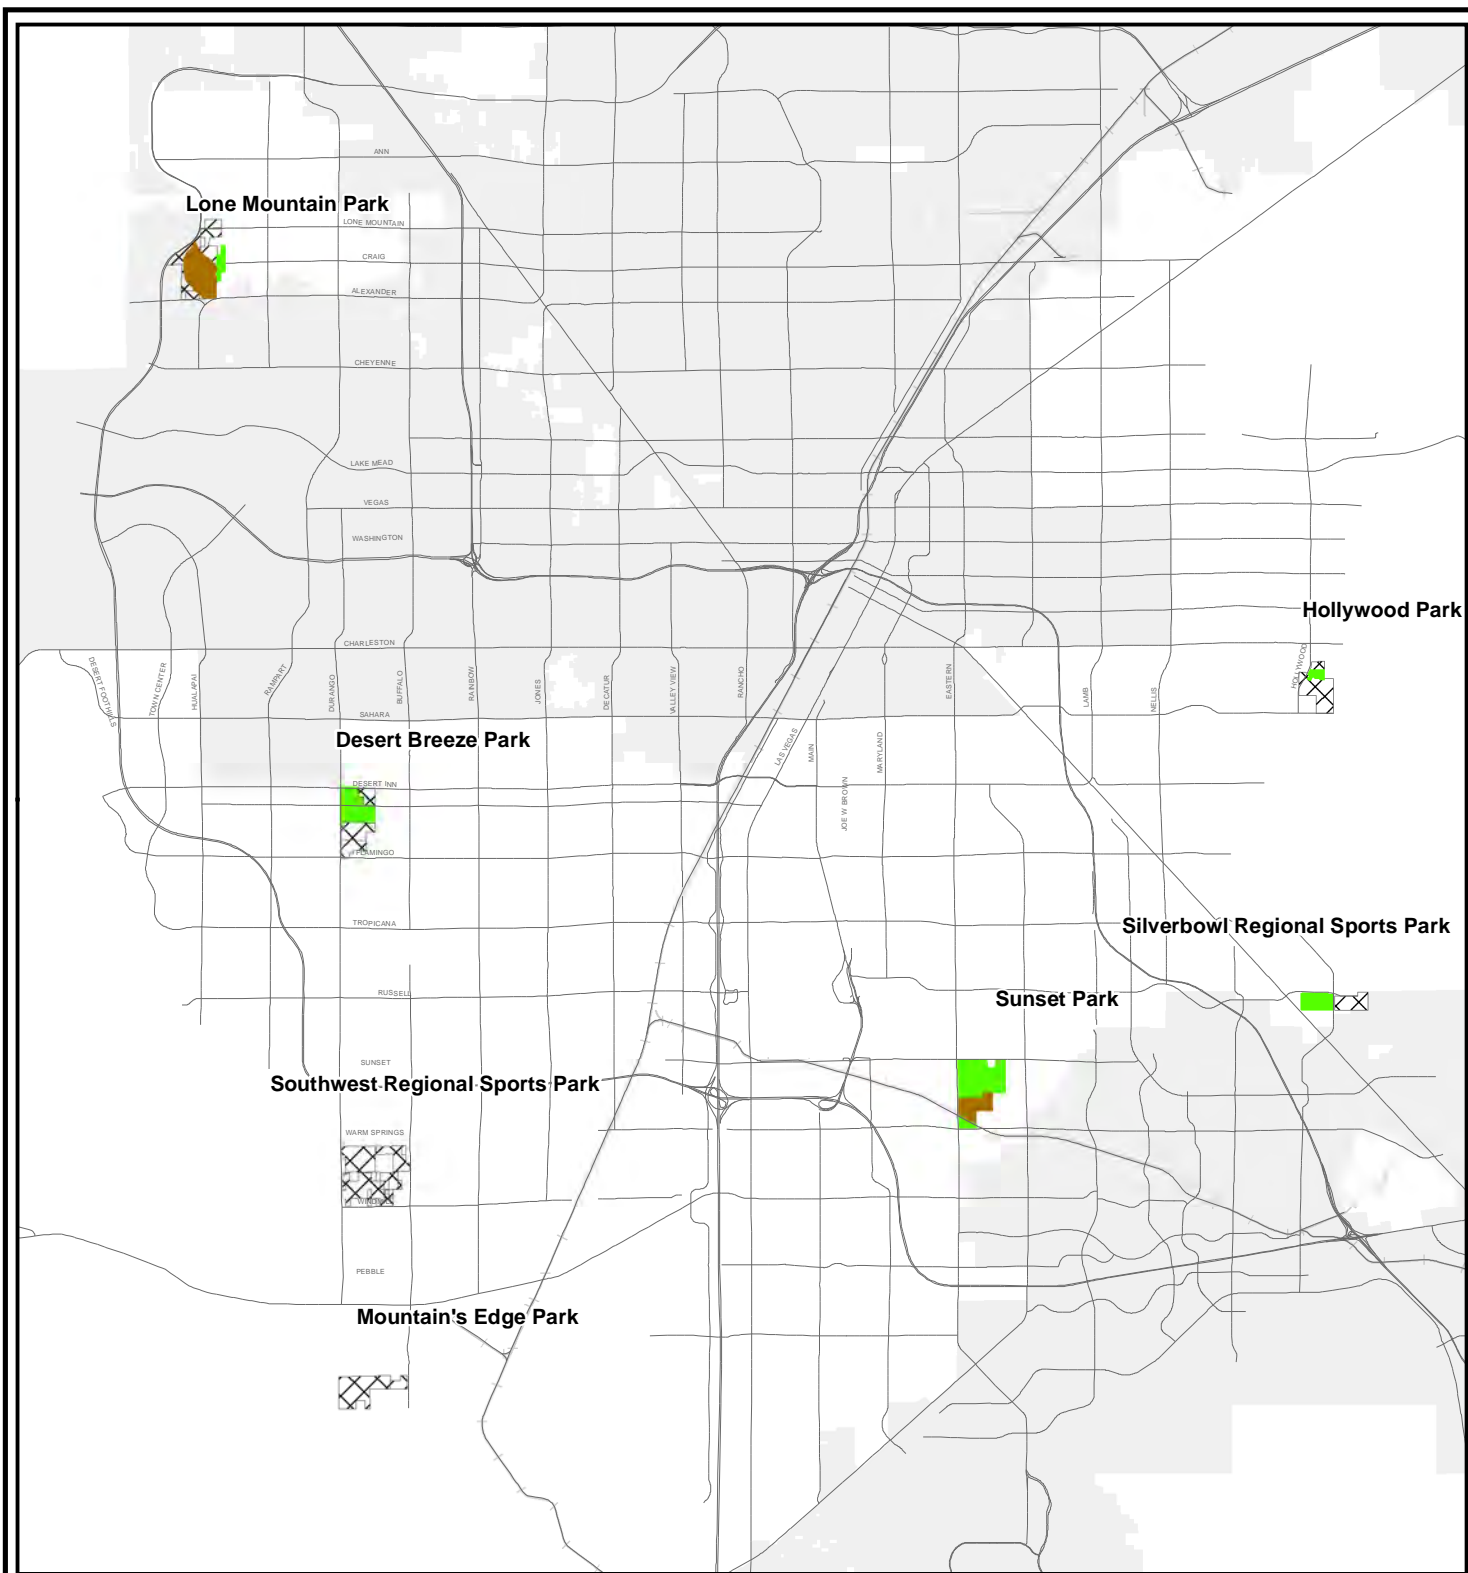 ANN
Lone Mountain Park
LONE MOUNTAIN
CRAIG
ALEXANDER
CHEYENNE
LAKE MEAD
VEGAS
WASHINGTON
Hollywood Park
CHARLESTON
DESERT FOOTHILLS
TOWN CENTER
HUALAPAI
RAMPART
DURANGO
BUFFALO
RAINBOW
JONES
DECATUR
VALLEY VIEW
RANCHO
EASTERN
LAMB
NELLIS
HOLLYWOOD
SAHARA
Desert Breeze Park
LAS VEGAS
MAIN
MARYLAND
JOE W BROWN
DESERT INN
FLAMINGO
TROPICANA
Silverbowl Regional Sports Park
RUSSELL
Sunset Park
SUNSET
Southwest Regional Sports Park
WARM SPRINGS
WINDMILL
PEBBLE
Mountain's Edge Park